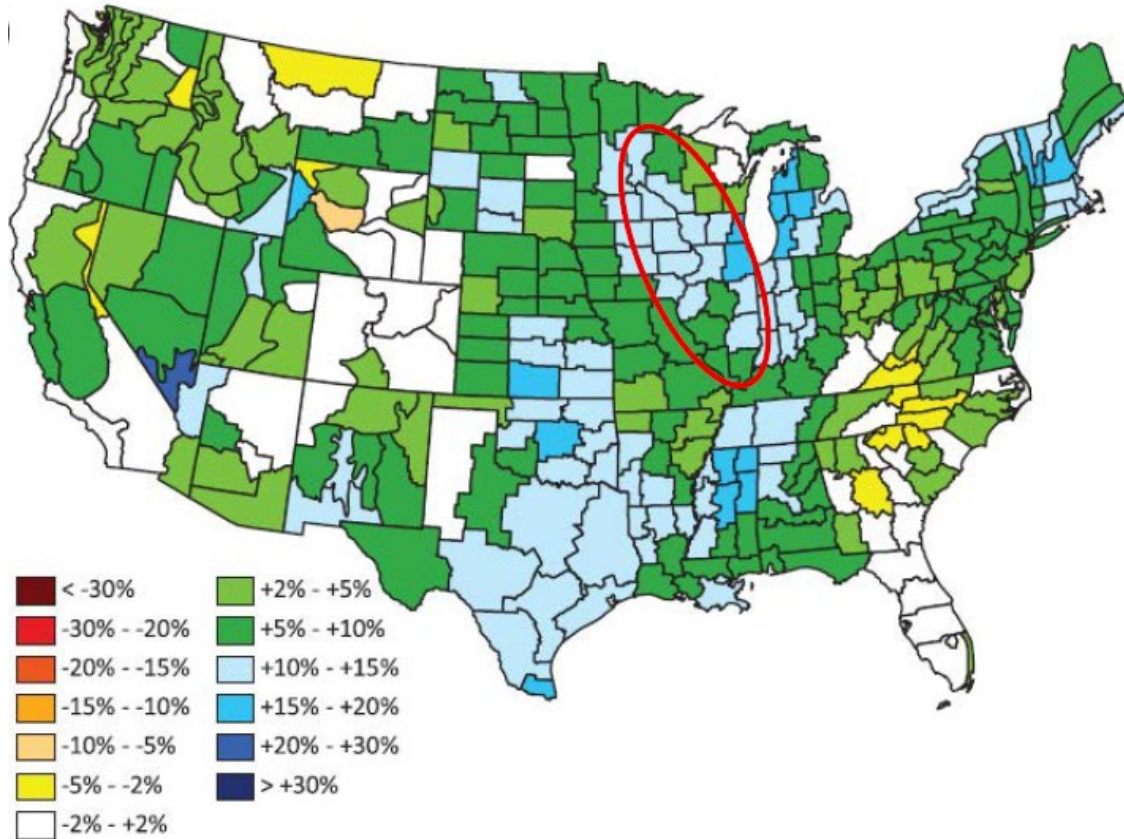 < -30%
-30% - -20%
-20% - -15%
-15% - -10%
-10% - -5%
-5% - -2%
-2% - +2%
+2% - +5%
+5% - +10%
+10% - +15%
+15% - +20%
+20% - +30%
> +30%